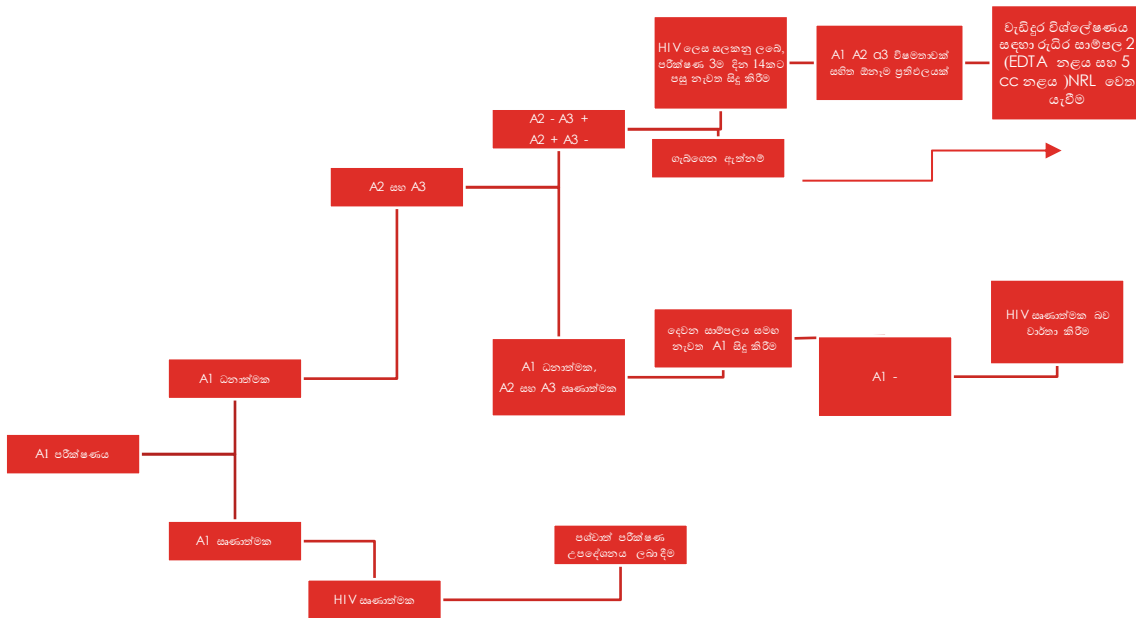 A1 පරීක්ෂණය
A1 ධනාත්මක
A1 සෘණාත්මක
HIV සෘණාත්මක
පශ්චාත් පරීක්ෂණ
උපදේශනය ලබා දීම
A2 සහ A3
A2 - A3 +
A2 + A3 -
HIV ලෙස සලකනු ලබේ,
පරීක්ෂණ 3ම දින 14කට
පසු නැවත සිදු කිරීම
A1 A2 a3 විෂමතාවක්
සහිත ඕනෑම ප්‍රතිඵලයක්
වැඩිදුර විශ්ලේෂණය
සඳහා රුධිර සාම්පල 2
(EDTA නළය සහ 5
cc නළය )NRL වෙත
යැවීම
ගැබ්ගෙන ඇත්නම්
A1 ධනාත්මක,
A2 සහ A3 සෘණාත්මක
දෙවන සාම්පලය සමඟ
නැවත A1 සිදු කිරීම
A1 -
HIV සෘණාත්මක බව
වාර්තා කිරීම